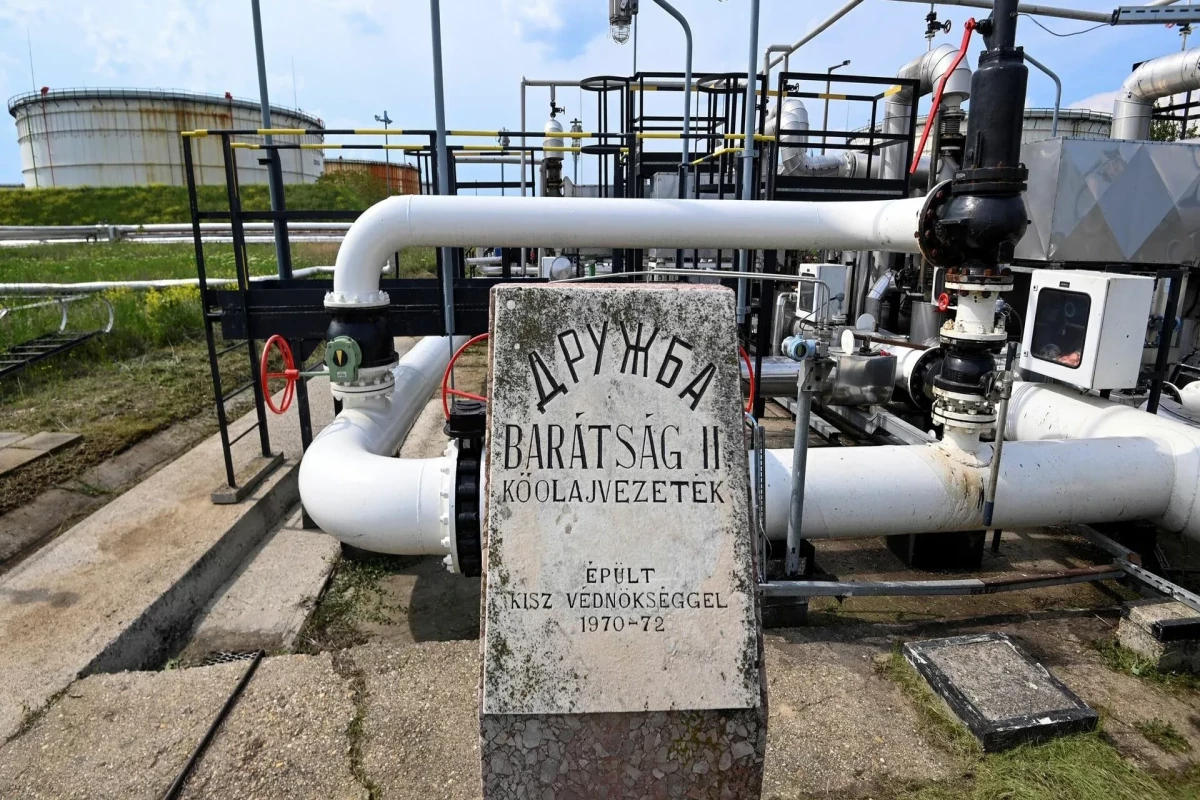 ДРУЖБА
BARÁTSÁG II
KŐOLAJVEZETÉK
ÉPÜLT
KISZ VÉDNÖKSÉGGEL
1970-72